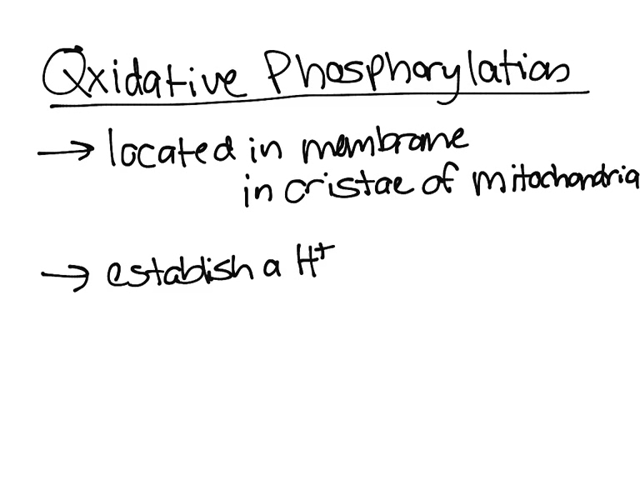 Oxidative Phosphorylation
→ located in membrane
in cristae of mitochondria
→ establish a H⁺